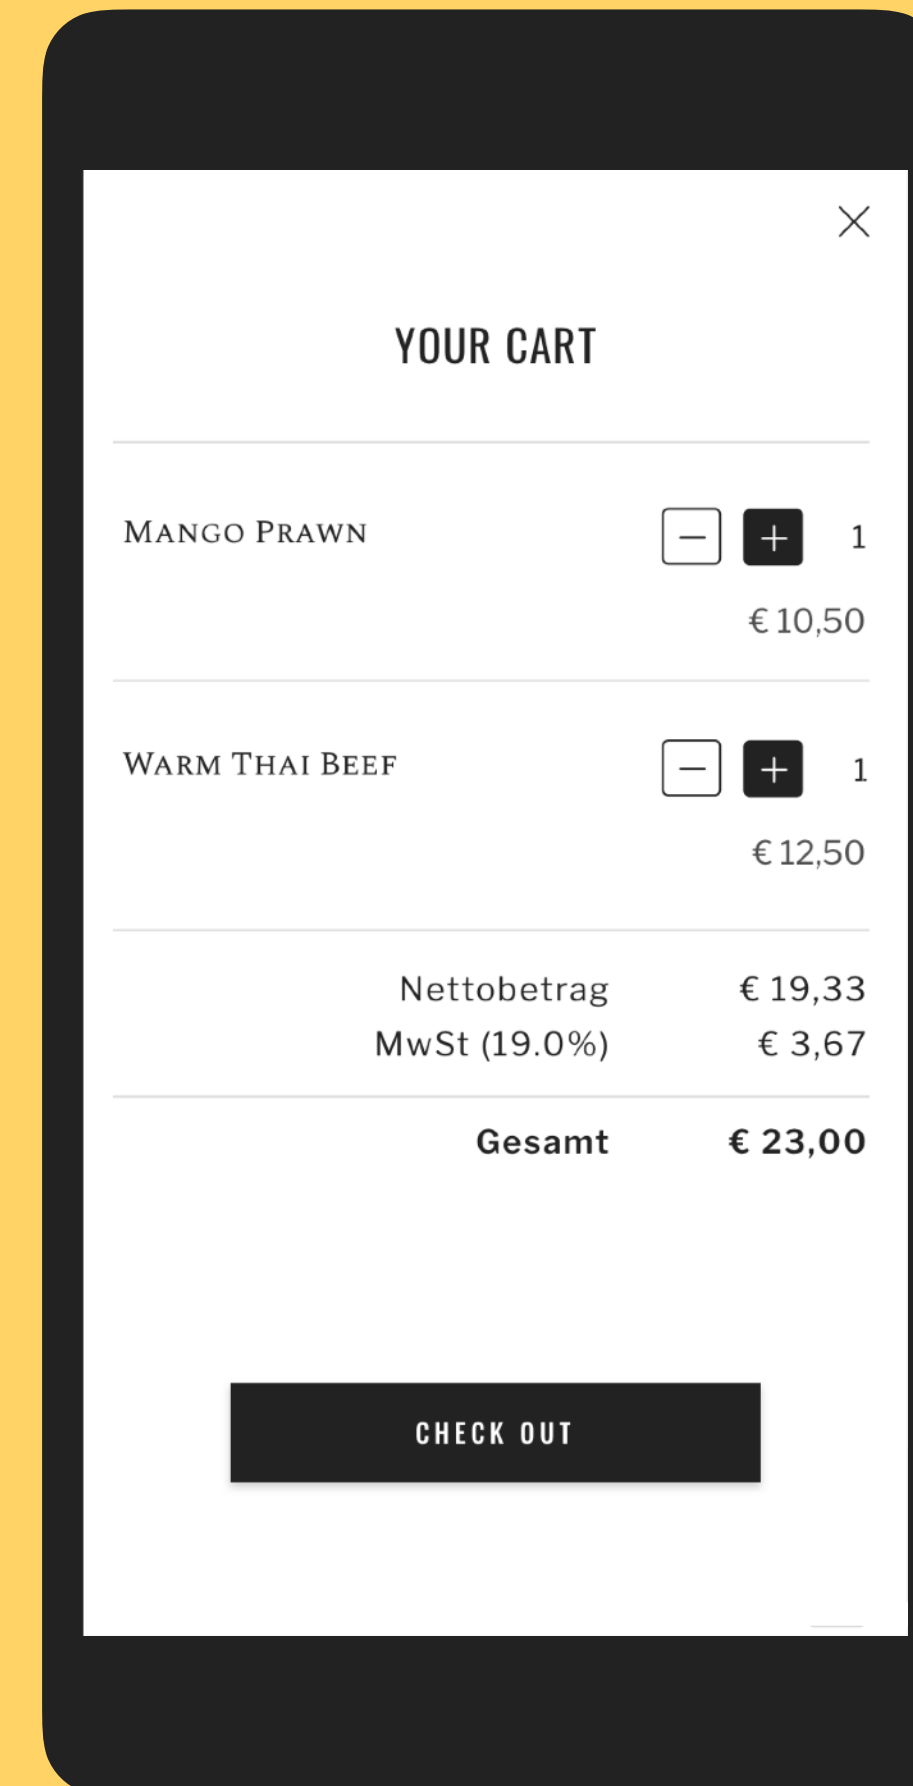 YOUR CART
MANGO PRAWN 1
€ 10,50
WARM THAI BEEF 1
€ 12,50
Nettobetrag € 19,33
MwSt (19.0%) € 3,67
Gesamt € 23,00
CHECK OUT